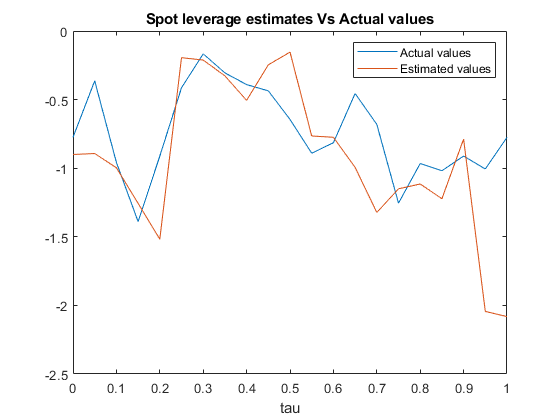 Spot leverage estimates Vs Actual values
Actual values
Estimated values
0
-0.5
-1
-1.5
-2
-2.5
0 0.1 0.2 0.3 0.4 0.5 0.6 0.7 0.8 0.9 1
tau